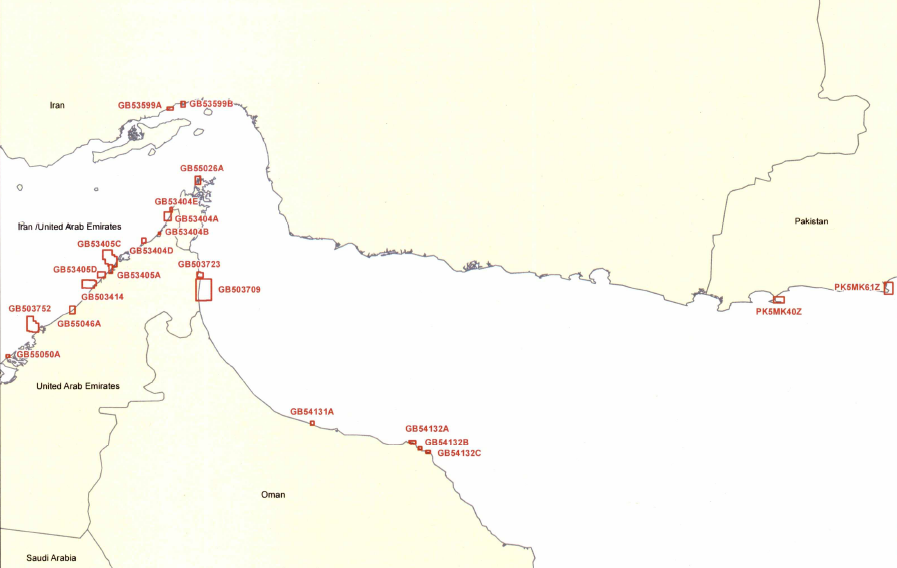 Iran
GB53599A
GB53599B
GB55026A
GB53404E
GB53404A
Iran /United Arab Emirates
GB53404B
Pakistan
GB53405C
GB53404D
GB503723
GB53405D
GB53405A
PK5MK61Z
GB503709
GB503414
GB503752
PK5MK40Z
GB55046A
GB55050A
United Arab Emirates
GB54131A
GB54132A
GB54132B
GB54132C
Oman
Saudi Arabia